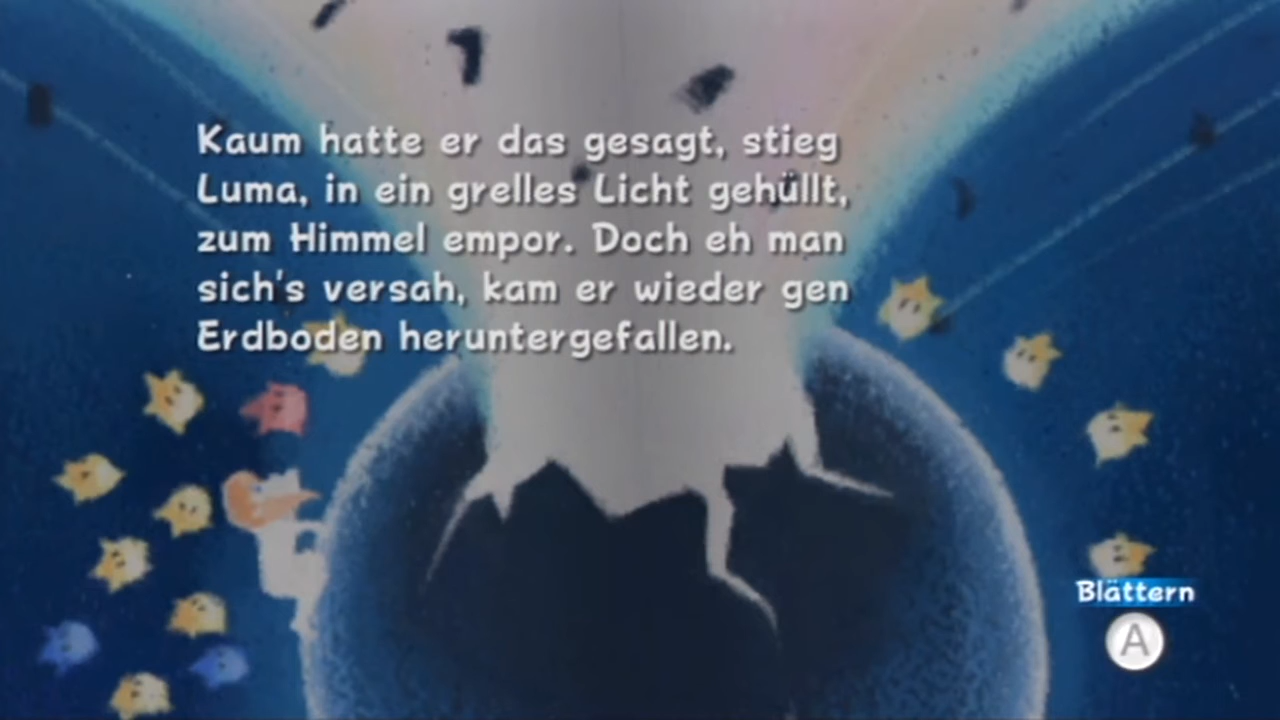 Kaum hatte er das gesagt, stieg
Luma, in ein grelles Licht gehüllt,
zum Himmel empor. Doch eh man
sich's versah, kam er wieder gen
Erdboden heruntergefallen.
Blättern
A